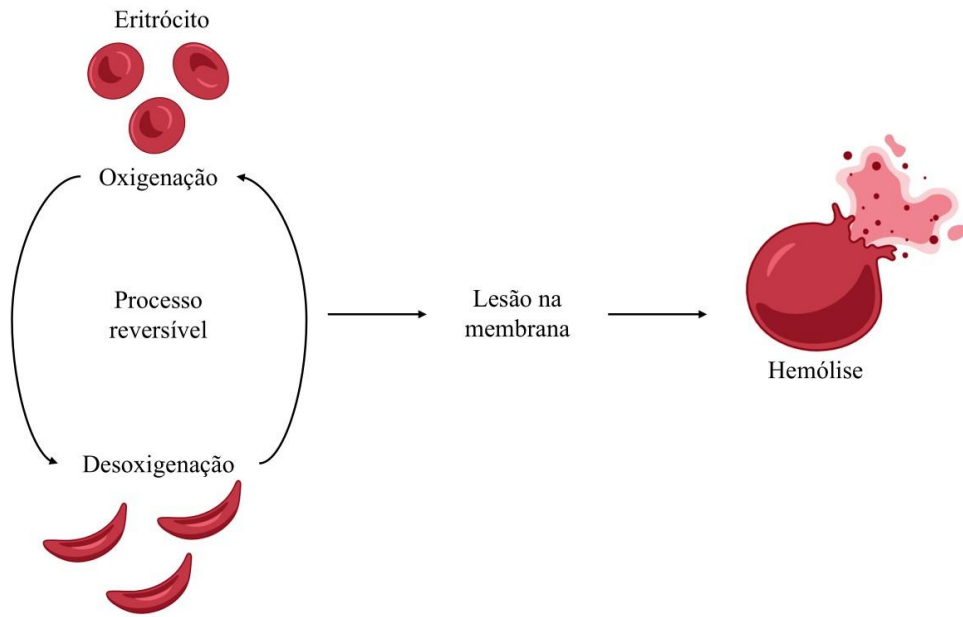 Eritrócito
Oxigenação
Processo
reversível
Lesão na
membrana
Hemólise
Desoxigenação